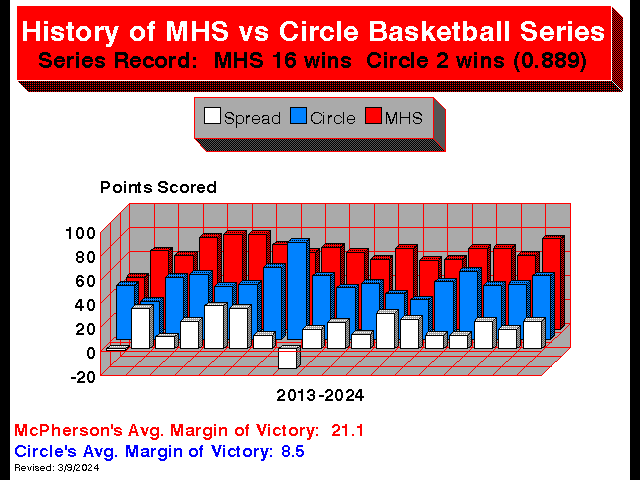 History of MHS vs Circle Basketball Series
Series Record:  MHS 16 wins  Circle 2 wins (0.889)
Spread Circle MHS
Points Scored
100
80
60
40
20
0
-20
2013-2024
McPherson's Avg. Margin of Victory:  21.1
Circle's Avg. Margin of Victory:  8.5
Revised: 3/9/2024